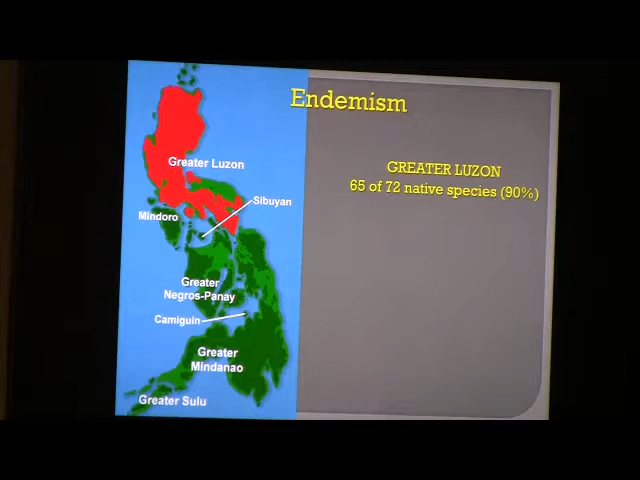 Endemism
GREATER LUZON
65 of 72 native species (90%)
Greater Luzon
Sibuyan
Mindoro
Greater
Negros-Panay
Camiguin
Greater
Mindanao
Greater Sulu